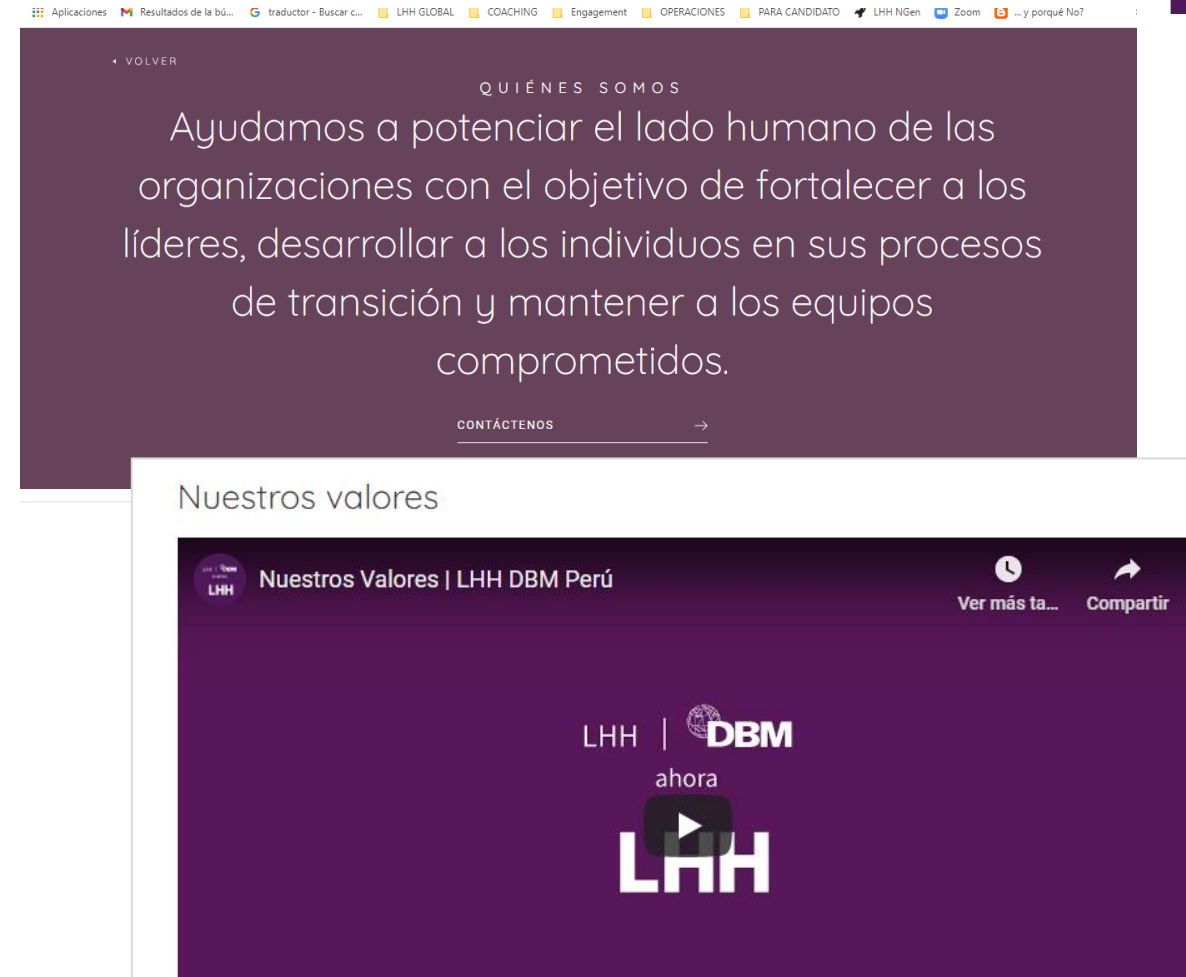 Aplicaciones Resultados de la bú... traductor - Buscar c... LHH GLOBAL COACHING Engagement OPERACIONES PARA CANDIDATO LHH NGen Zoom ... y porqué No?
VOLVER
QUIÉNES SOMOS
Ayudamos a potenciar el lado humano de las
organizaciones con el objetivo de fortalecer a los
líderes, desarrollar a los individuos en sus procesos
de transición y mantener a los equipos
comprometidos.
CONTÁCTENOS
Nuestros valores
LHH
Nuestros Valores | LHH DBM Perú
Ver más ta...
Compartir
LHH | DBM
ahora
LHH